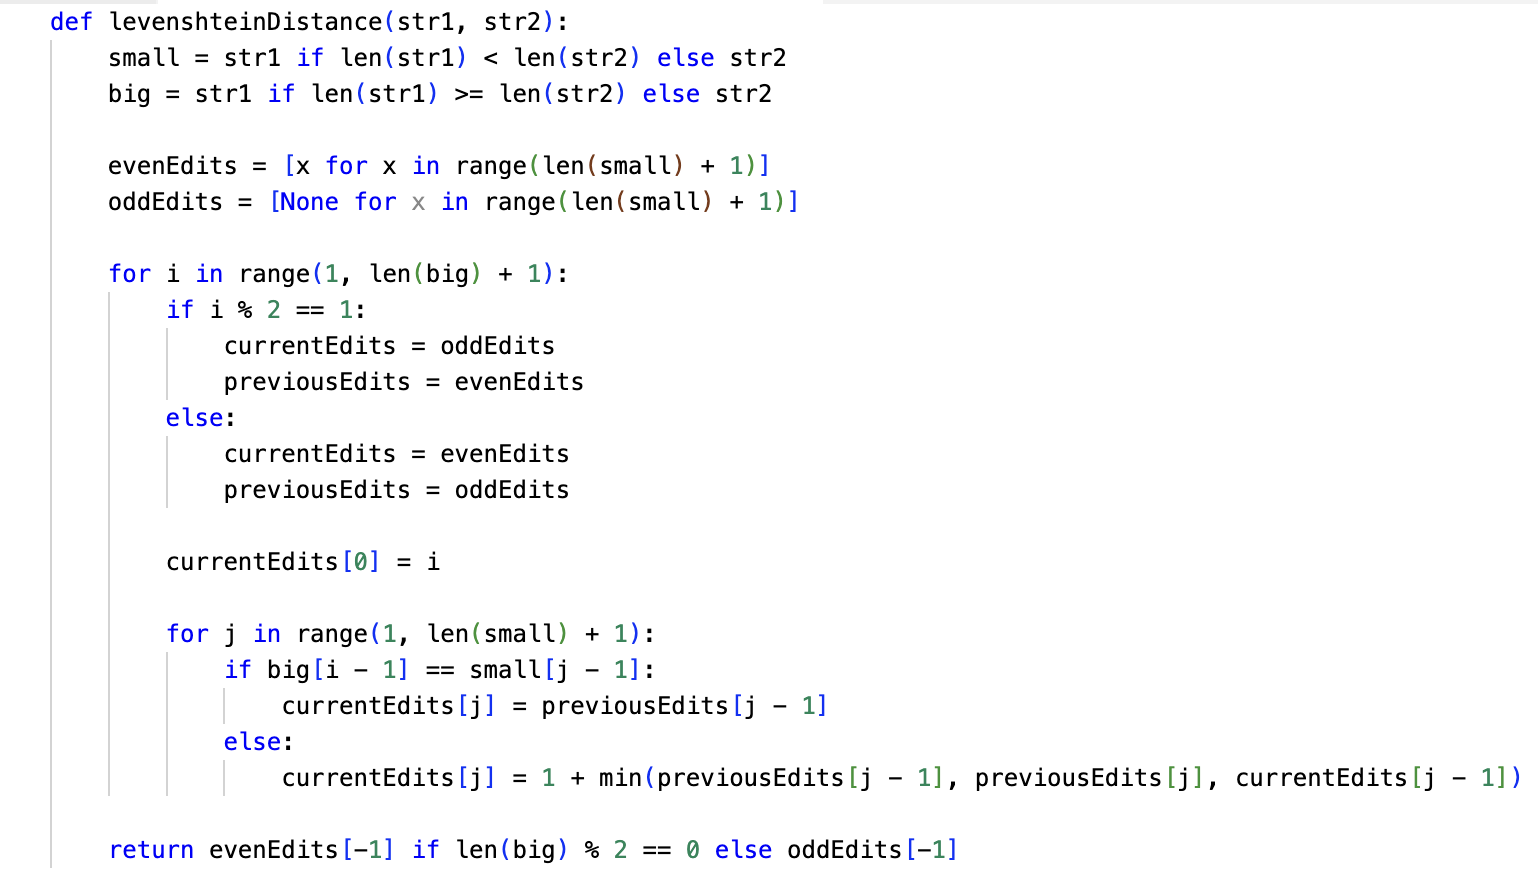 def levenshteinDistance(str1, str2):
    small = str1 if len(str1) < len(str2) else str2
    big = str1 if len(str1) >= len(str2) else str2

    evenEdits = [x for x in range(len(small) + 1)]
    oddEdits = [None for x in range(len(small) + 1)]

    for i in range(1, len(big) + 1):
        if i % 2 == 1:
            currentEdits = oddEdits
            previousEdits = evenEdits
        else:
            currentEdits = evenEdits
            previousEdits = oddEdits

        currentEdits[0] = i

        for j in range(1, len(small) + 1):
            if big[i - 1] == small[j - 1]:
                currentEdits[j] = previousEdits[j - 1]
            else:
                currentEdits[j] = 1 + min(previousEdits[j - 1], previousEdits[j], currentEdits[j - 1])

    return evenEdits[-1] if len(big) % 2 == 0 else oddEdits[-1]